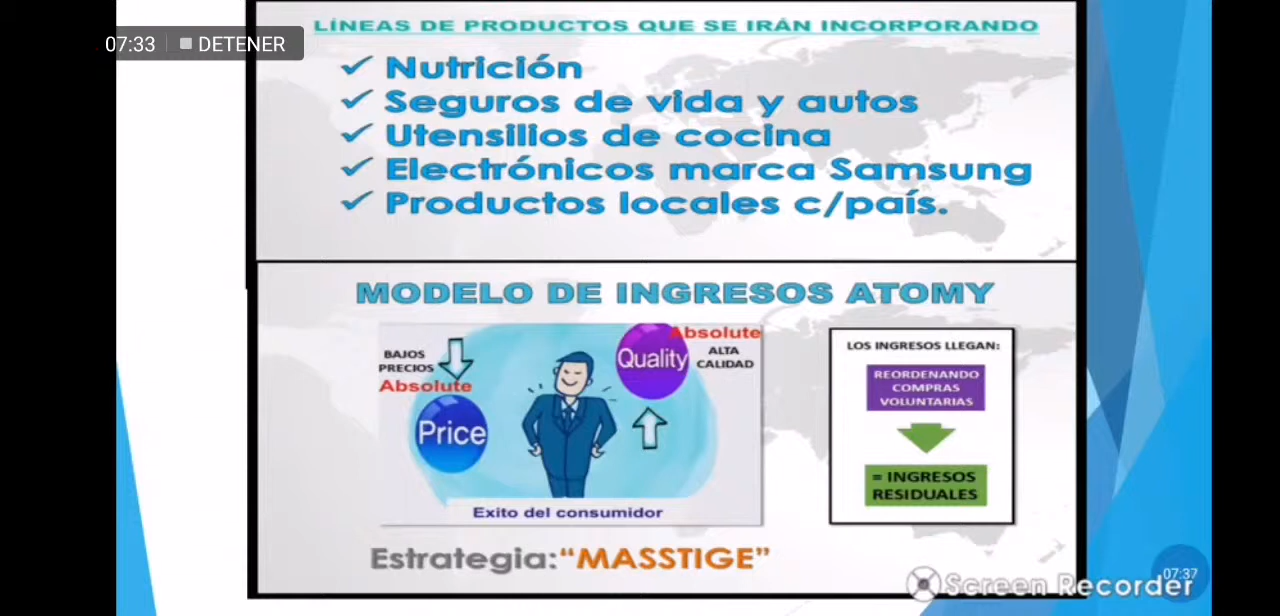 07:33 DETENER
LÍNEAS DE PRODUCTOS QUE SE IRÁN INCORPORANDO
✓ Nutrición
✓ Seguros de vida y autos
✓ Utensilios de cocina
✓ Electrónicos marca Samsung
✓ Productos locales c/país.
MODELO DE INGRESOS ATOMY
BAJOS
PRECIOS
Absolute
Price
Absolute
Quality
ALTA
CALIDAD
Exito del consumidor
LOS INGRESOS LLEGAN:
REORDENANDO
COMPRAS
VOLUNTARIAS
= INGRESOS
RESIDUALES
Estrategia:“MASSTIGE”
Screen Recorder
07:37